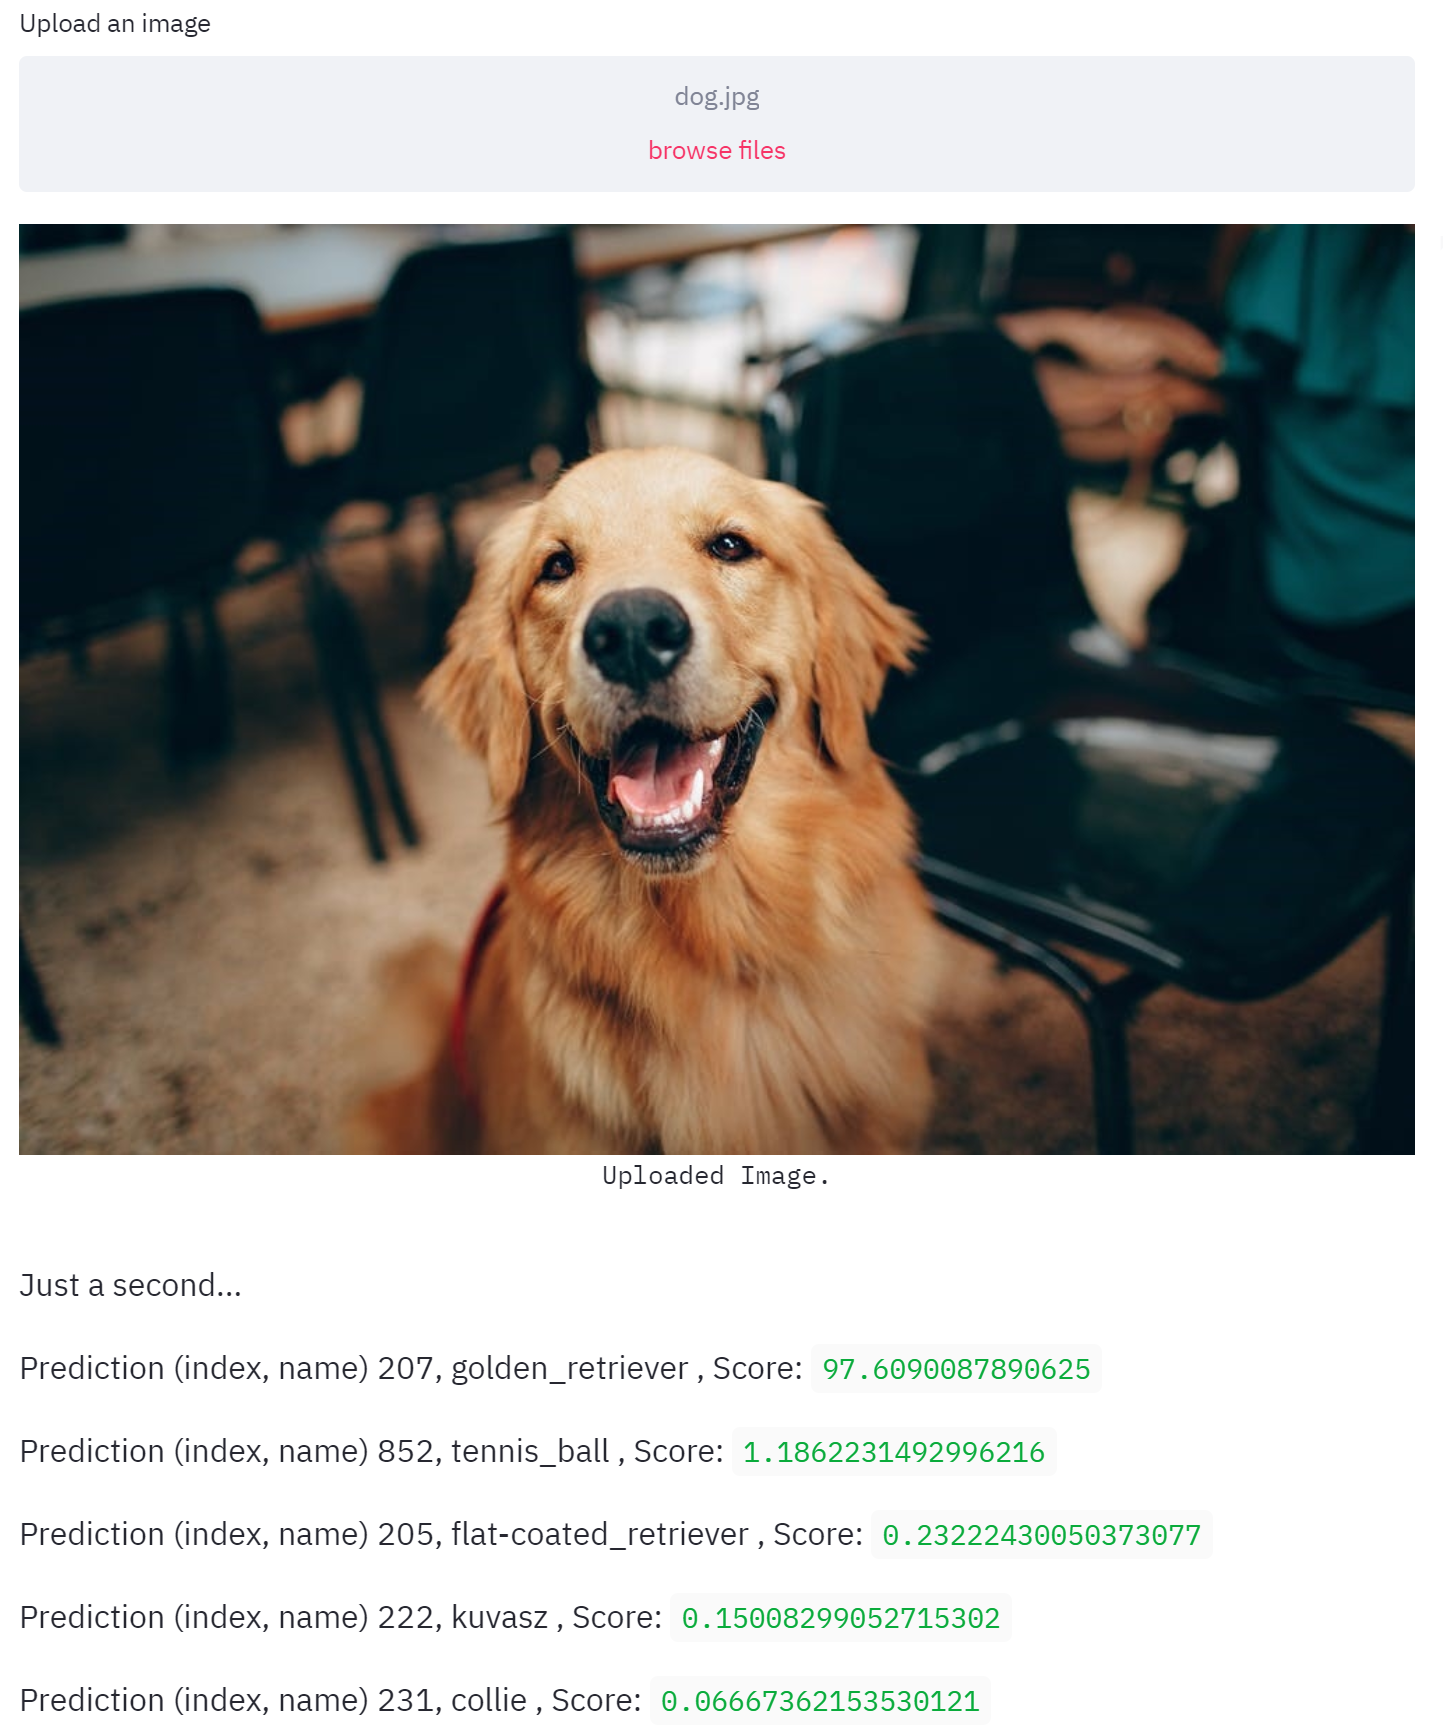 Upload an image
dog.jpg
browse files
Uploaded Image.
Just a second...
Prediction (index, name) 207, golden_retriever , Score: 97.6090087890625
Prediction (index, name) 852, tennis_ball , Score: 1.1862231492996216
Prediction (index, name) 205, flat-coated_retriever , Score: 0.23222430050373077
Prediction (index, name) 222, kuvasz , Score: 0.15008299052715302
Prediction (index, name) 231, collie , Score: 0.06667362153530121